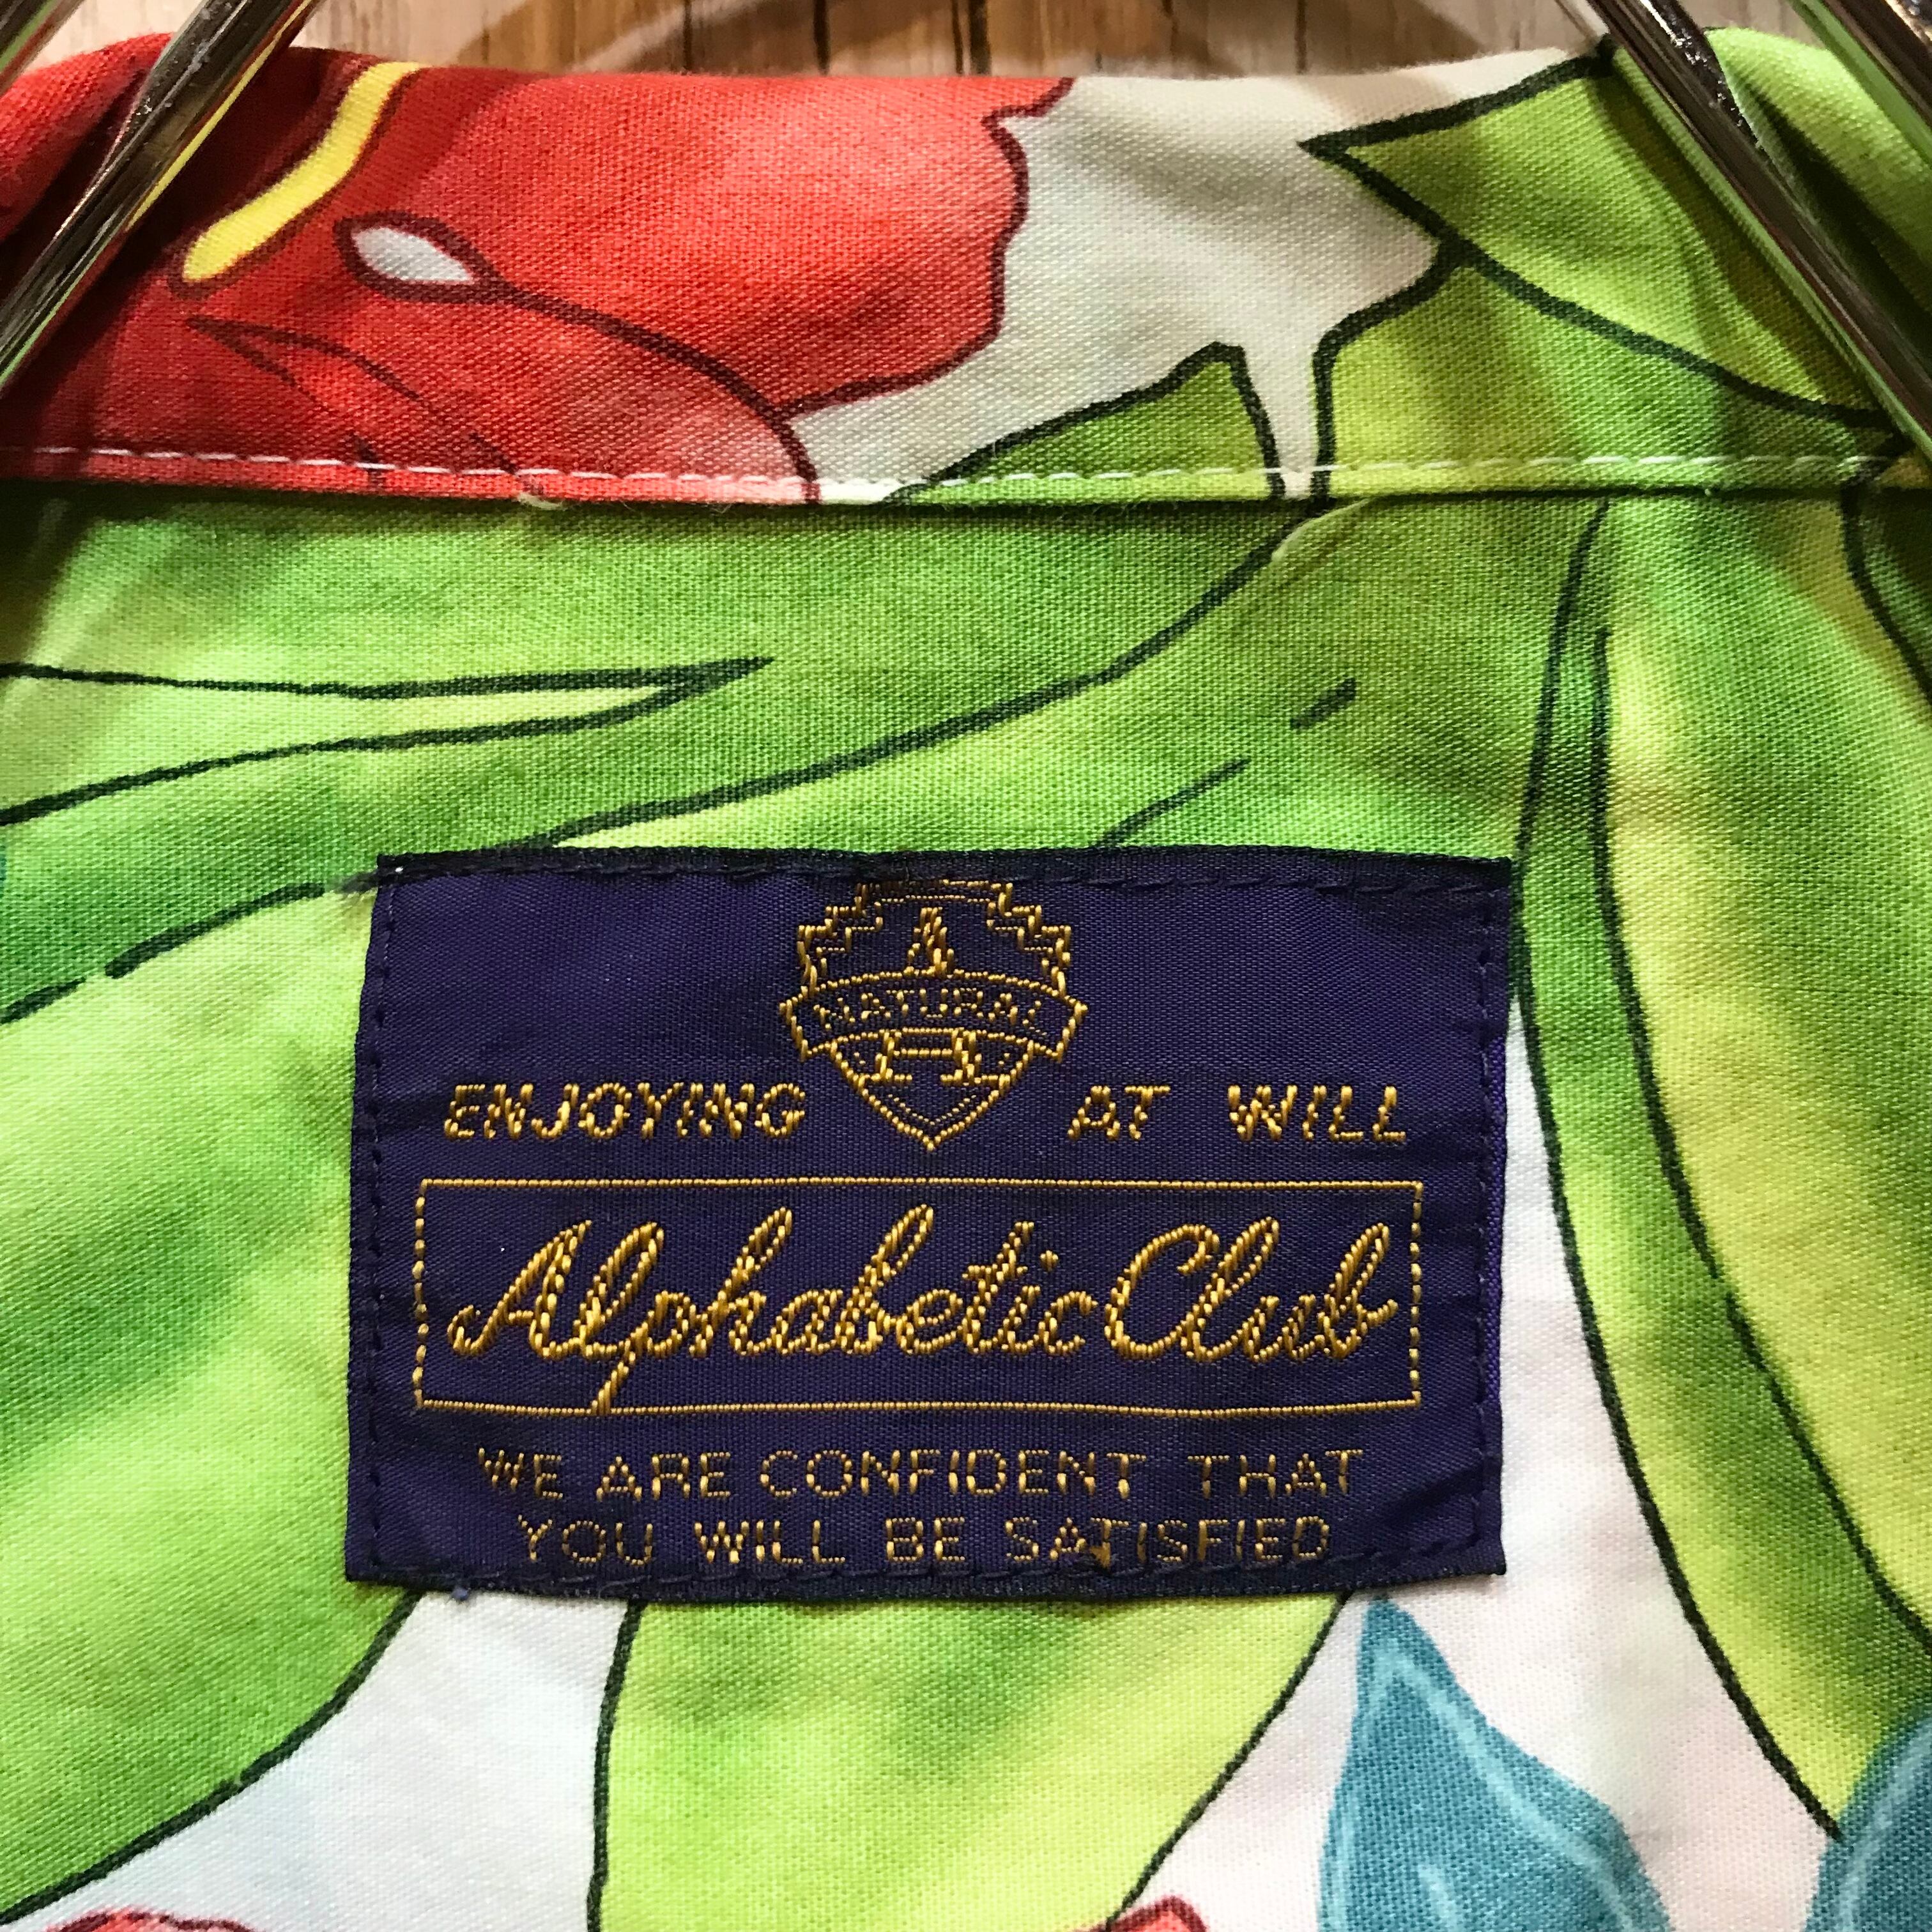 A
NATURAL
A
ENJOYING AT WILL
Alphabetic Club
WE ARE CONFIDENT THAT
YOU WILL BE SATISFIED